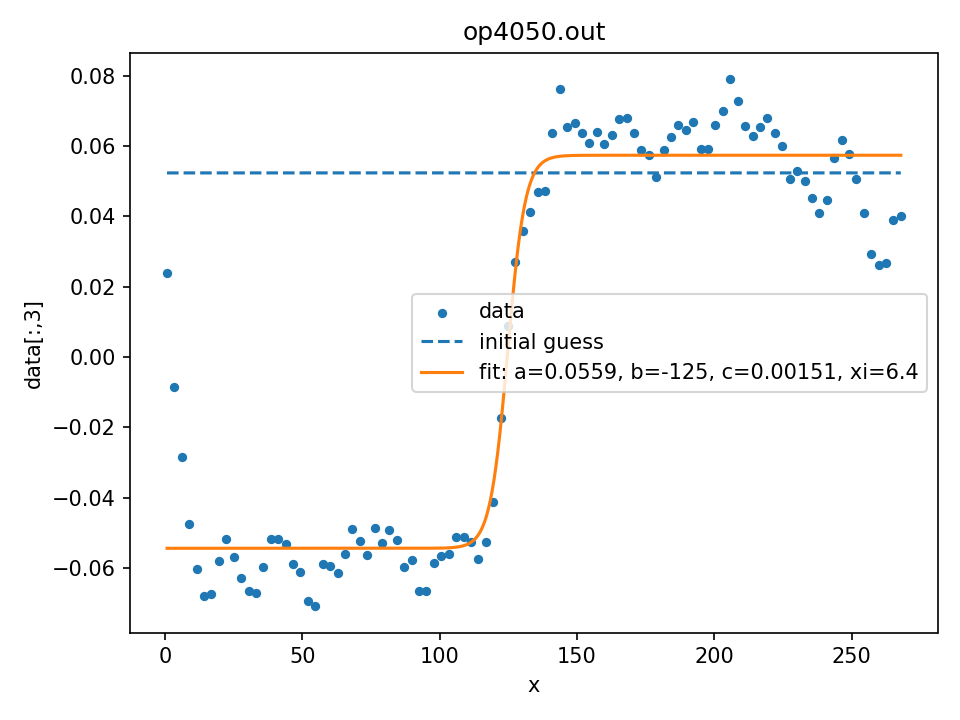 op4050.out
data[:,3]
0.08
0.06
0.04
0.02
0.00
−0.02
−0.04
−0.06
data
initial guess
fit: a=0.0559, b=-125, c=0.00151, xi=6.4
0 50 100 150 200 250
x